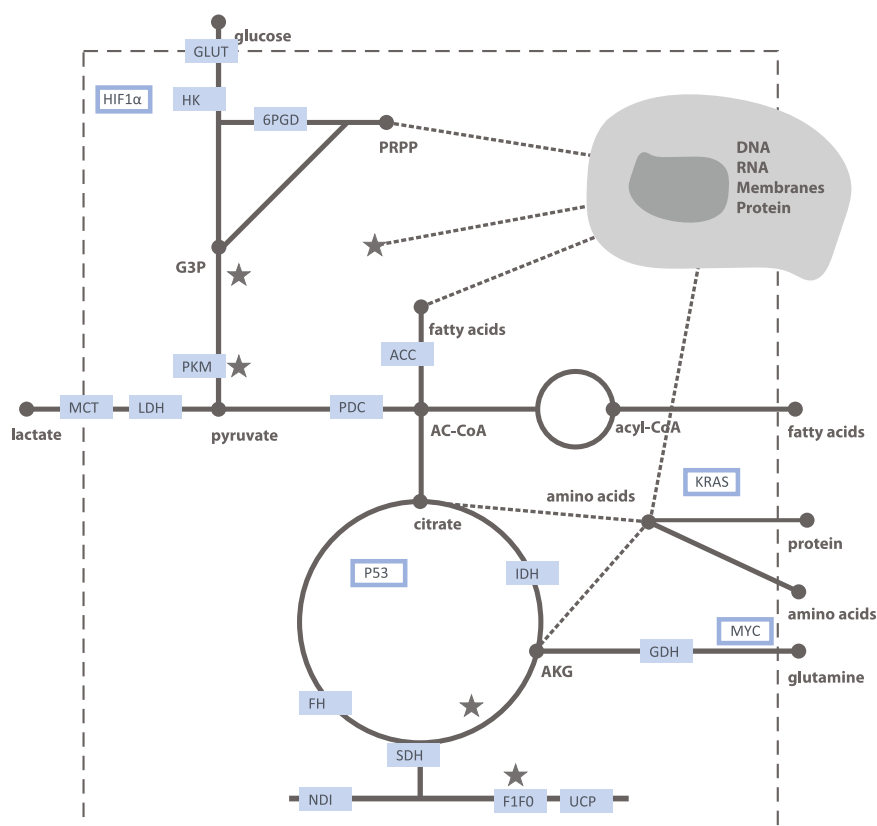 glucose
GLUT
HIF1α
HK
6PGD
PRPP
DNA
RNA
Membranes
Protein
G3P
fatty acids
PKM
ACC
MCT
LDH
PDC
lactate
pyruvate
AC-CoA
acyl-CoA
fatty acids
KRAS
amino acids
citrate
protein
P53
IDH
amino acids
MYC
GDH
AKG
glutamine
FH
SDH
NDI
F1F0
UCP